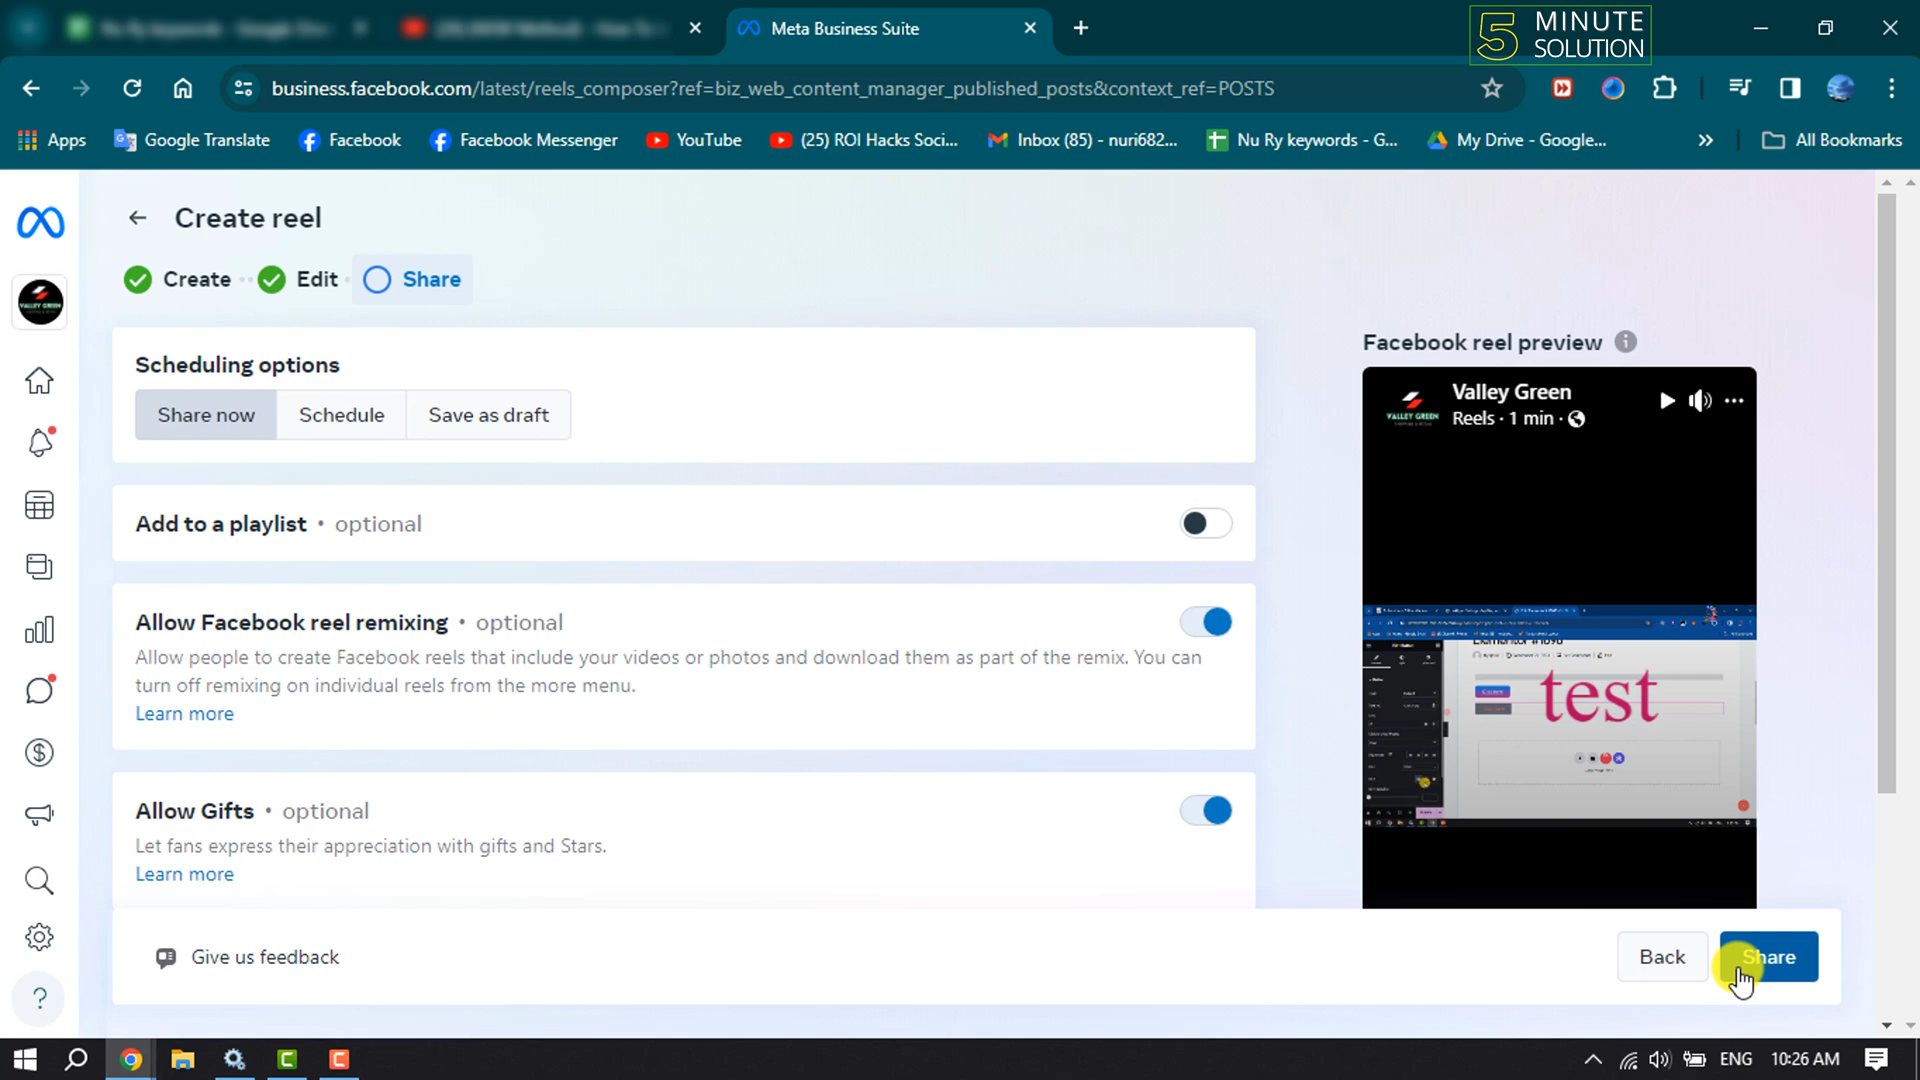 Meta Business Suite
5 MINUTE
SOLUTION
business.facebook.com/latest/reels_composer?ref=biz_web_content_manager_published_posts&context_ref=POSTS
Apps
Google Translate
Facebook
Facebook Messenger
YouTube
(25) ROI Hacks Soci...
Inbox (85) - nuri682...
Nu Ry keywords - G...
My Drive - Google...
All Bookmarks
Create reel
Create
Edit
Share
VALLEY GREEN
Scheduling options
Share now
Schedule
Save as draft
Add to a playlist • optional
Allow Facebook reel remixing • optional
Allow people to create Facebook reels that include your videos or photos and download them as part of the remix. You can
turn off remixing on individual reels from the more menu.
Learn more
Allow Gifts • optional
Let fans express their appreciation with gifts and Stars.
Learn more
Facebook reel preview
VALLEY GREEN
Valley Green
Reels · 1 min ·
test
Give us feedback
Back
Share
ENG
10:26 AM